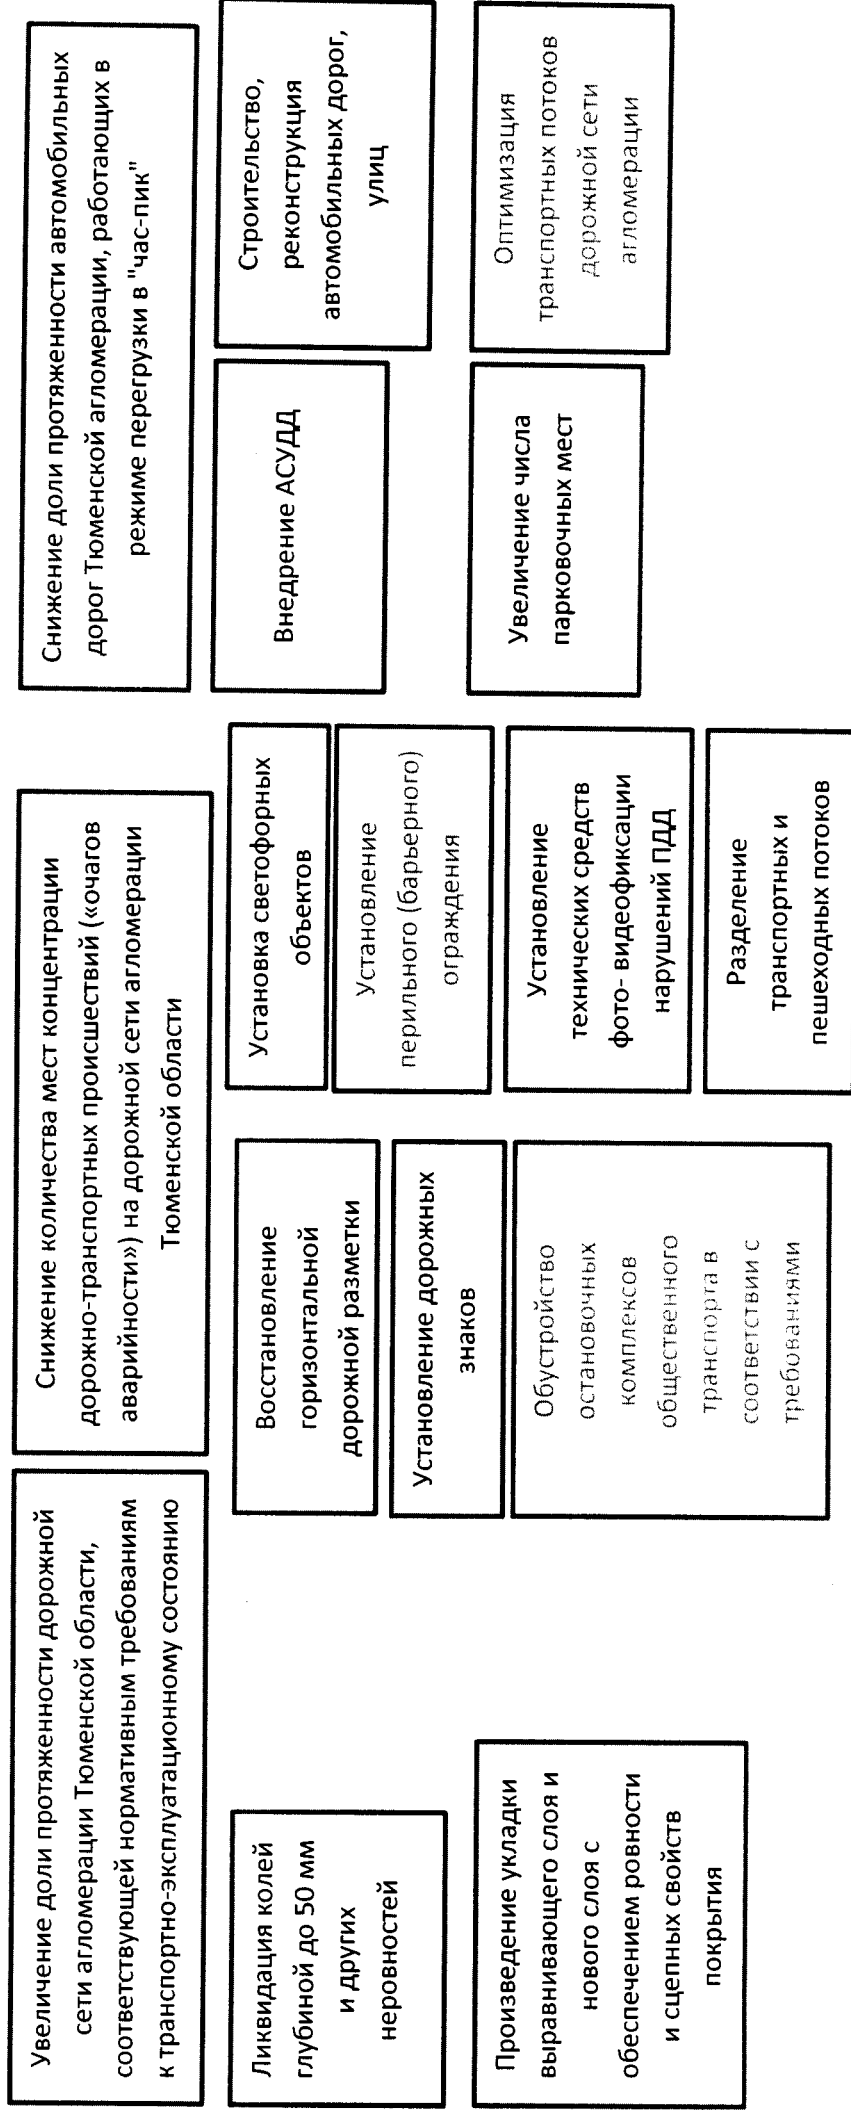 Увеличение доли протяженности дорожной
сети агломерации Тюменской области,
соответствующей нормативным требованиям
к транспортно-эксплуатационному состоянию
Ликвидация колей
глубиной до 50 мм
и других
неровностей
Произведение укладки
выравнивающего слоя и
нового слоя с
обеспечением ровности
и сцепных свойств
покрытия
Снижение количества мест концентрации
дорожно-транспортных происшествий («очагов
аварийности») на дорожной сети агломерации
Тюменской области
Восстановление
горизонтальной
дорожной разметки
Установление дорожных
знаков
Обустройство
остановочных
комплексов
общественного
транспорта в
соответствии с
требованиями
Установка светофорных
объектов
Установление
перильного (барьерного)
ограждения
Установление
технических средств
фото- видеофиксации
нарушений ПДД
Разделение
транспортных и
пешеходных потоков
Снижение доли протяженности автомобильных
дорог Тюменской агломерации, работающих в
режиме перегрузки в "час-пик"
Внедрение АСУДД
Строительство,
реконструкция
автомобильных дорог,
улиц
Увеличение числа
парковочных мест
Оптимизация
транспортных потоков
дорожной сети
агломерации